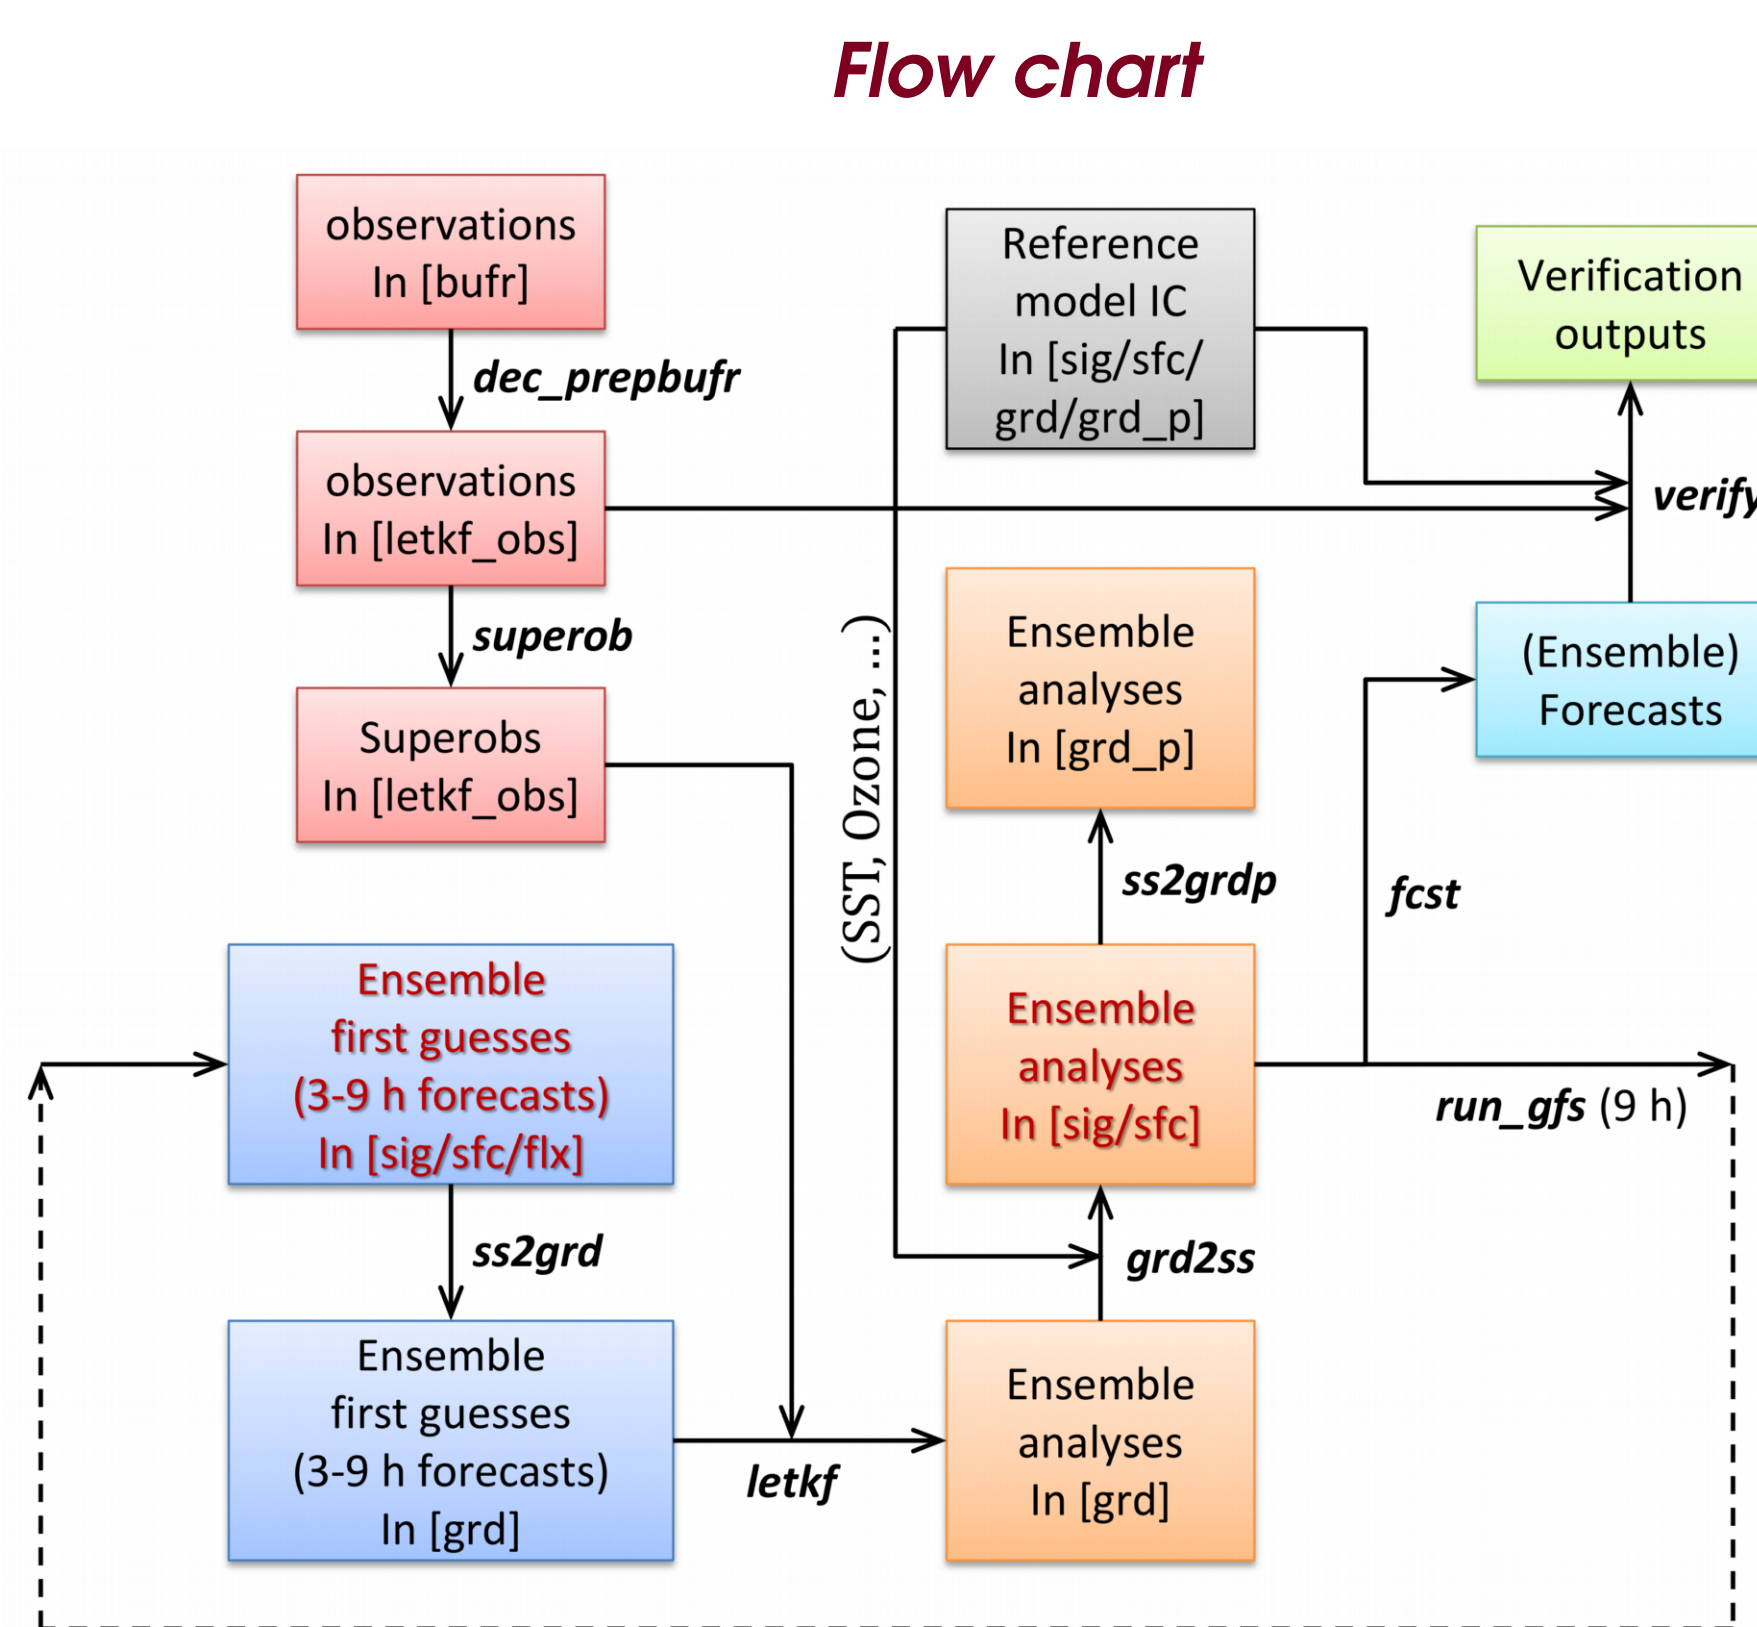 Flow chart
observations
In [bufr]
dec_prepbufr
observations
In [letkf_obs]
superob
Superobs
In [letkf_obs]
Ensemble
first guesses
(3-9 h forecasts)
In [sig/sfc/flx]
ss2grd
Ensemble
first guesses
(3-9 h forecasts)
In [grd]
letkf
Reference
model IC
In [sig/sfc/
grd/grd_p]
(SST, Ozone, ...)
Ensemble
analyses
In [grd_p]
ss2grdp
Ensemble
analyses
In [sig/sfc]
grd2ss
Ensemble
analyses
In [grd]
Verification
outputs
verify
(Ensemble)
Forecasts
fcst
run_gfs (9 h)